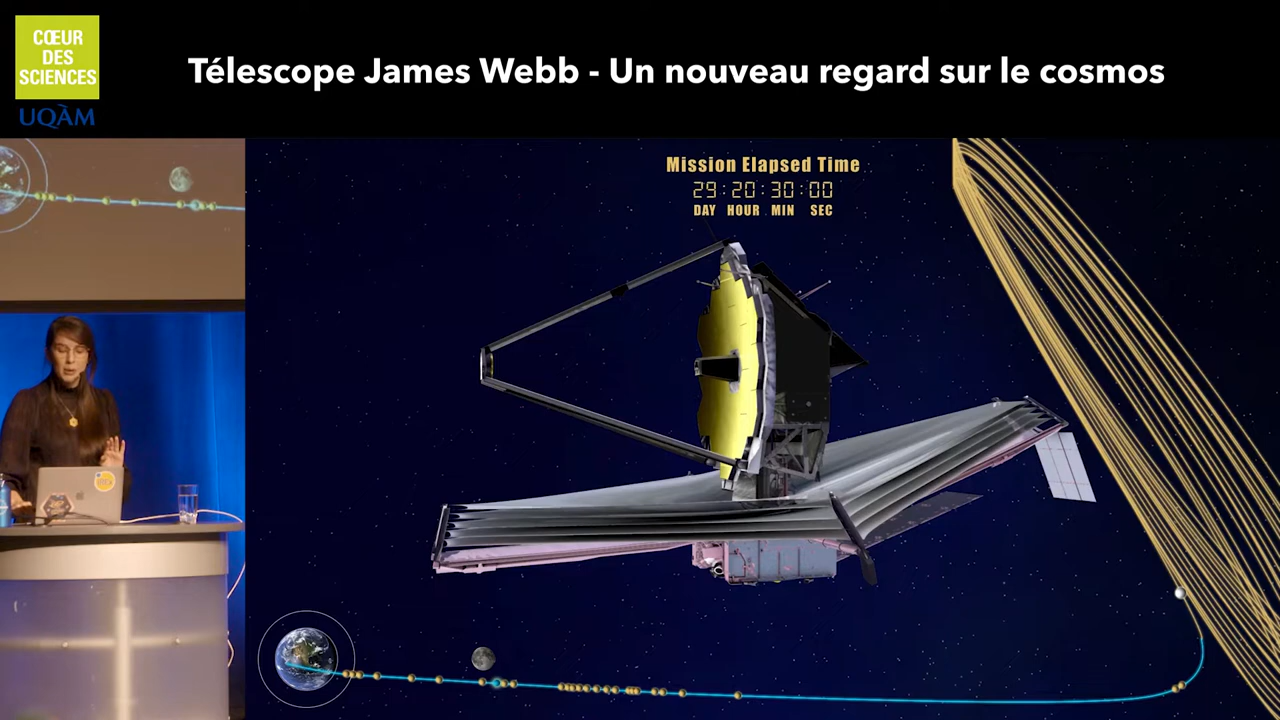 CŒUR
DES
SCIENCES
UQÀM
Télescope James Webb - Un nouveau regard sur le cosmos
Mission Elapsed Time
29:20:30:00
DAY HOUR MIN SEC